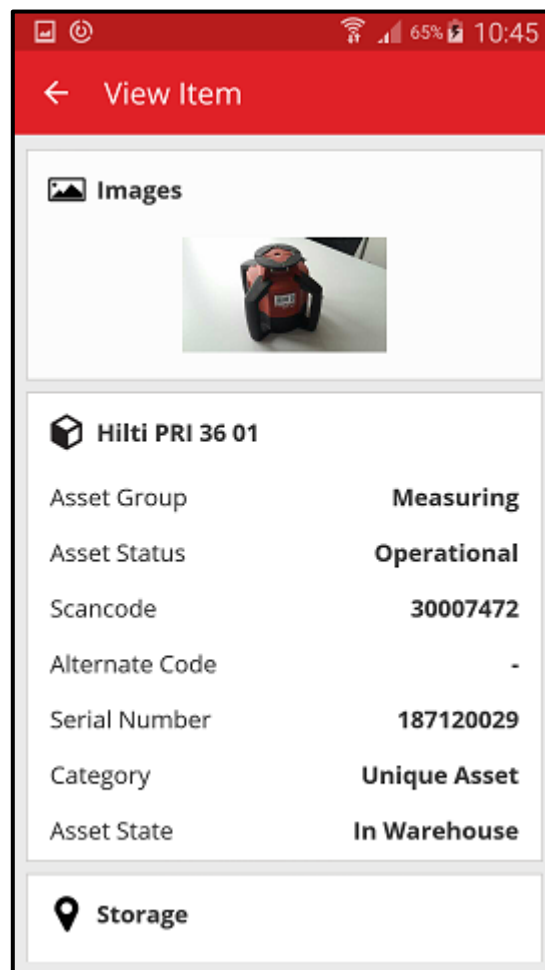 65% 10:45
View Item
Images
Hilti PRI 36 01
Asset Group Measuring
Asset Status Operational
Scancode 30007472
Alternate Code -
Serial Number 187120029
Category Unique Asset
Asset State In Warehouse
Storage